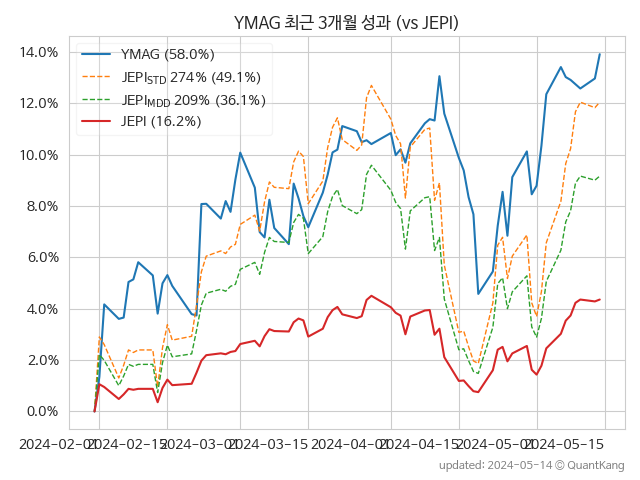 YMAG 최근 3개월 성과 (vs JEPI)
14.0%
12.0%
10.0%
8.0%
6.0%
4.0%
2.0%
0.0%
YMAG (58.0%)
JEPI_STD 274% (49.1%)
JEPI_MDD 209% (36.1%)
JEPI (16.2%)
2024-02-01 2024-02-15 2024-03-01 2024-03-15 2024-04-01 2024-04-15 2024-05-01 2024-05-15
updated: 2024-05-14 © QuantKang